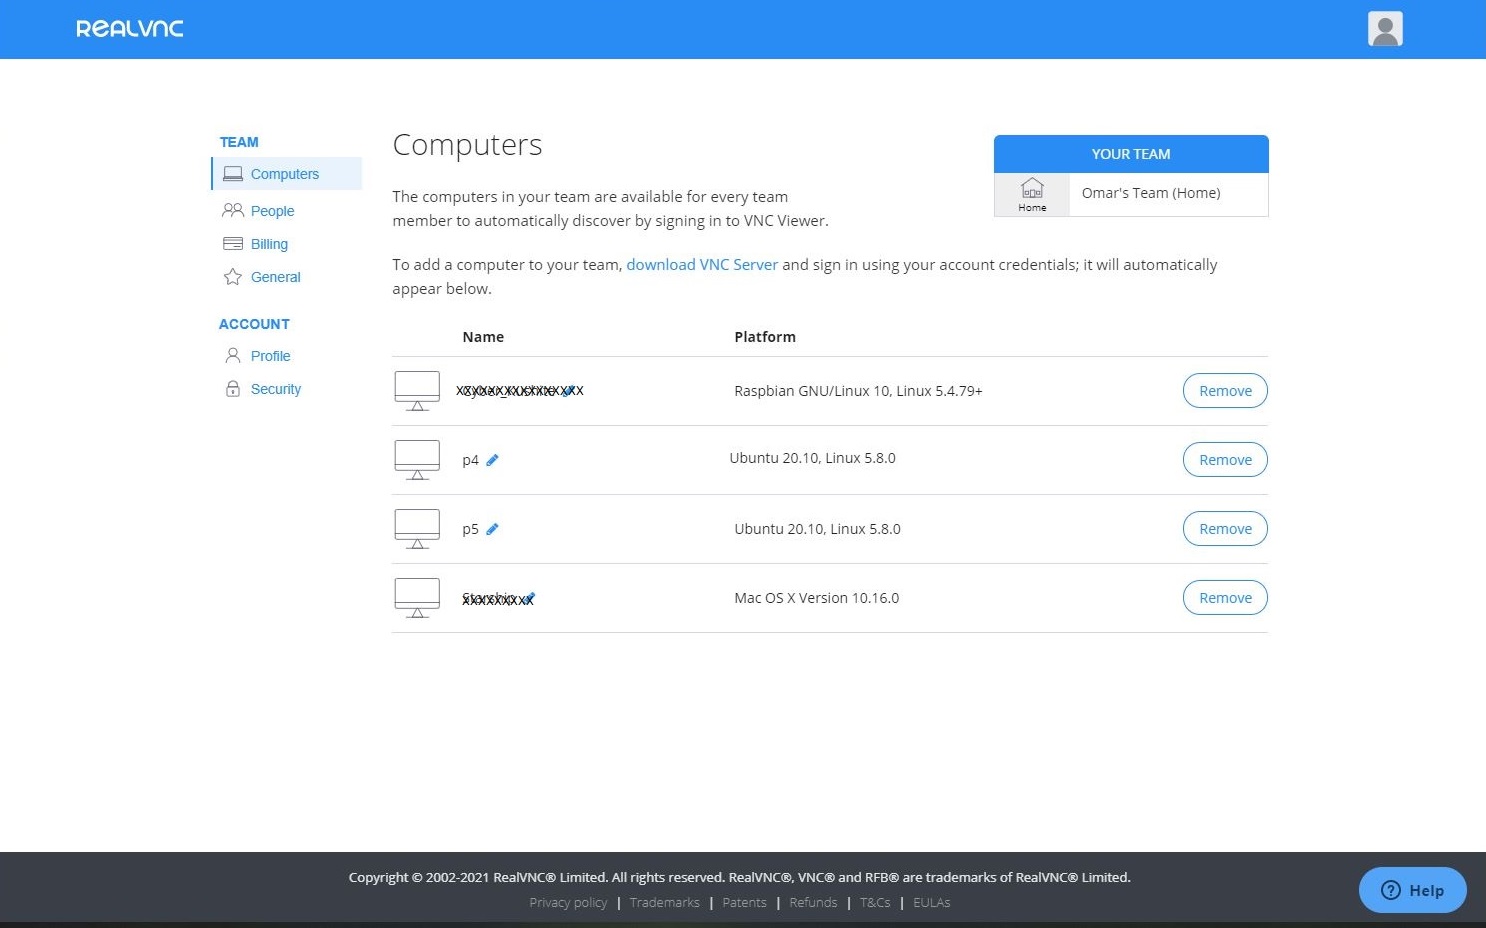 REALVNC
TEAM
Computers
People
Billing
General
ACCOUNT
Profile
Security
Computers
The computers in your team are available for every team
member to automatically discover by signing in to VNC Viewer.
To add a computer to your team, download VNC Server and sign in using your account credentials; it will automatically
appear below.
YOUR TEAM
Home
Omar's Team (Home)
Name Platform
Raspbian GNU/Linux 10, Linux 5.4.79+ Remove
p4 Ubuntu 20.10, Linux 5.8.0 Remove
p5 Ubuntu 20.10, Linux 5.8.0 Remove
Mac OS X Version 10.16.0 Remove
Copyright © 2002-2021 RealVNC® Limited. All rights reserved. RealVNC®, VNC® and RFB® are trademarks of RealVNC® Limited.
Privacy policy | Trademarks | Patents | Refunds | T&Cs | EULAs
Help